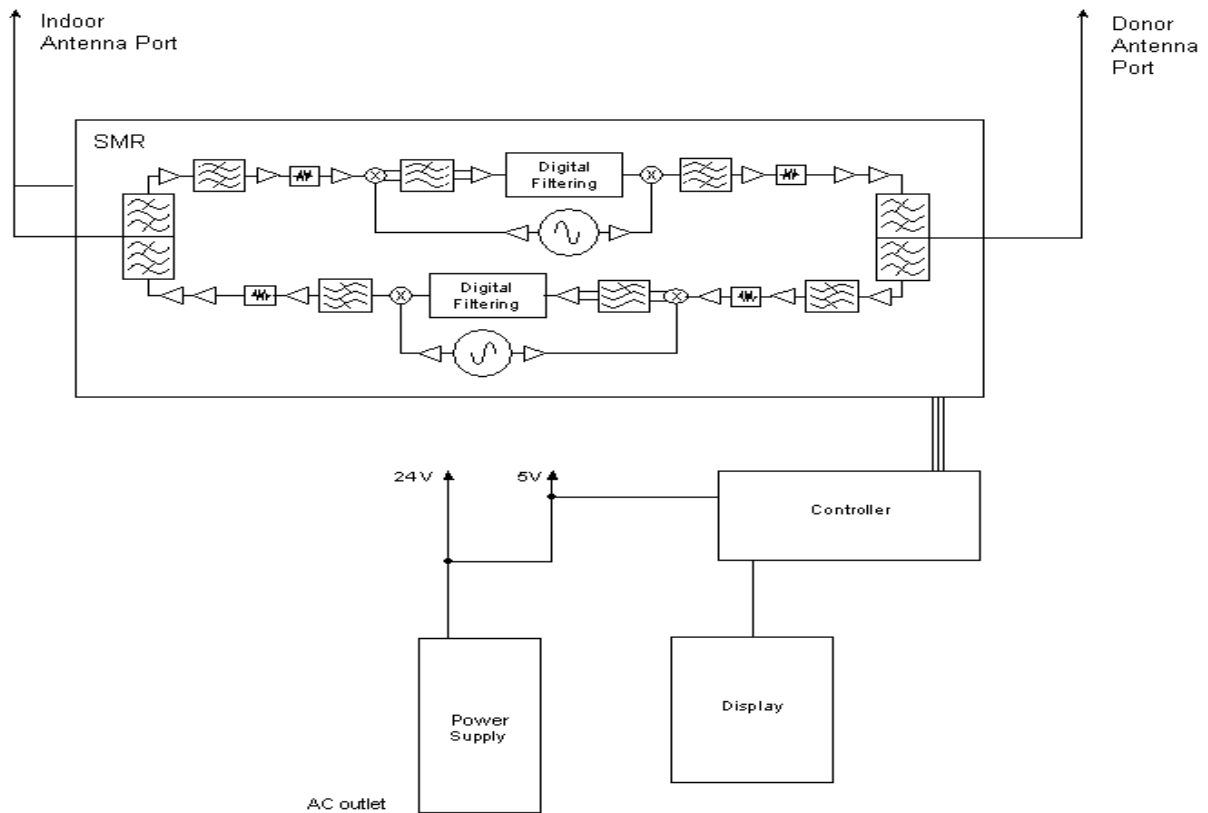 Indoor
Antenna Port
Donor
Antenna
Port
SMR
Digital
Filtering
Digital
Filtering
24V
5V
Controller
Power
Supply
Display
AC outlet